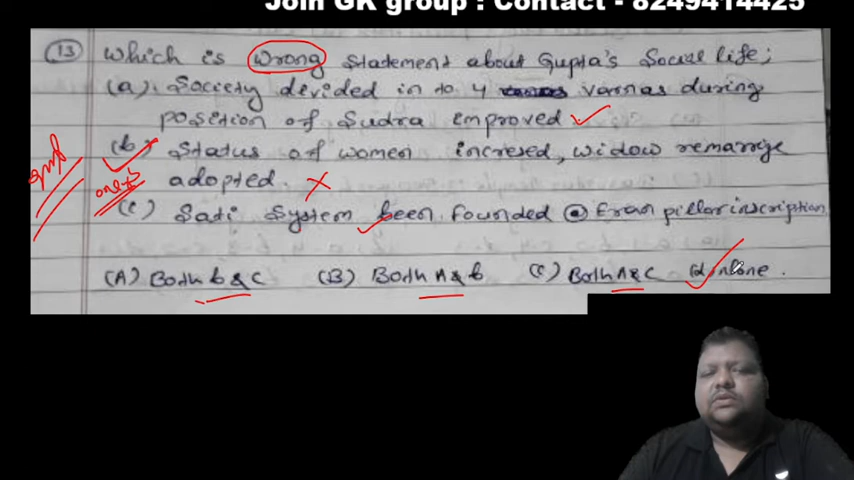 Join GK group : Contact - 8249414425
(13) Which is wrong statement about Gupta's Social life;
(a) Society devided in to 4 varnas during
position of Sudra improved
(b) Status of women incresed, widow remarrige
adopted.
(c) Sati System been founded @ Eran pillar inscription
(A) Both b & c (B) Both A & b (C) Both A & C d) None.